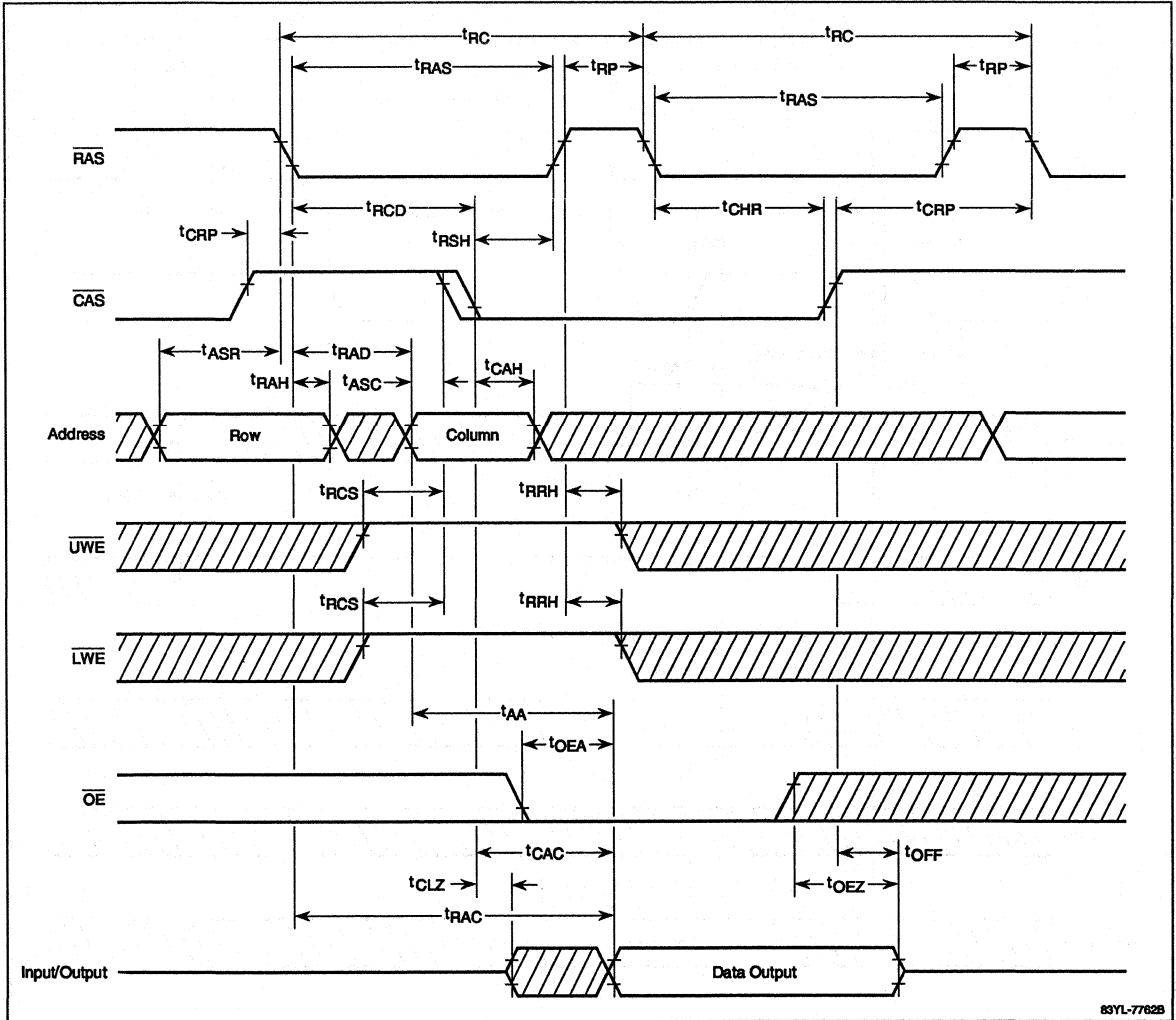 tRC tRC
tRAS tRP tRAS tRP
RAS
tRCD tCHR tCRP
tCRP tRSH
CAS
tASR tRAD
tRAH tASC tCAH
Address Row Column
tRCS tRRH
UWE
tRCS tRRH
LWE
tAA
tOEA
OE
tCAC tOFF
tCLZ tOEZ
tRAC
Input/Output Data Output
83YL-7762B